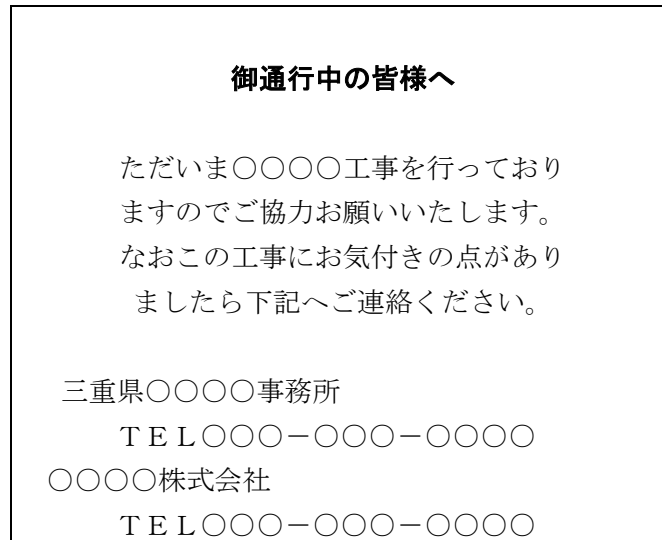 御通行中の皆様へ
ただいま○○○○工事を行っており
ますのでご協力お願いいたします。
なおこの工事にお気付きの点があり
ましたら下記へご連絡ください。
三重県○○○○事務所
ＴＥＬ○○○－○○○－○○○○
○○○○株式会社
ＴＥＬ○○○－○○○－○○○○